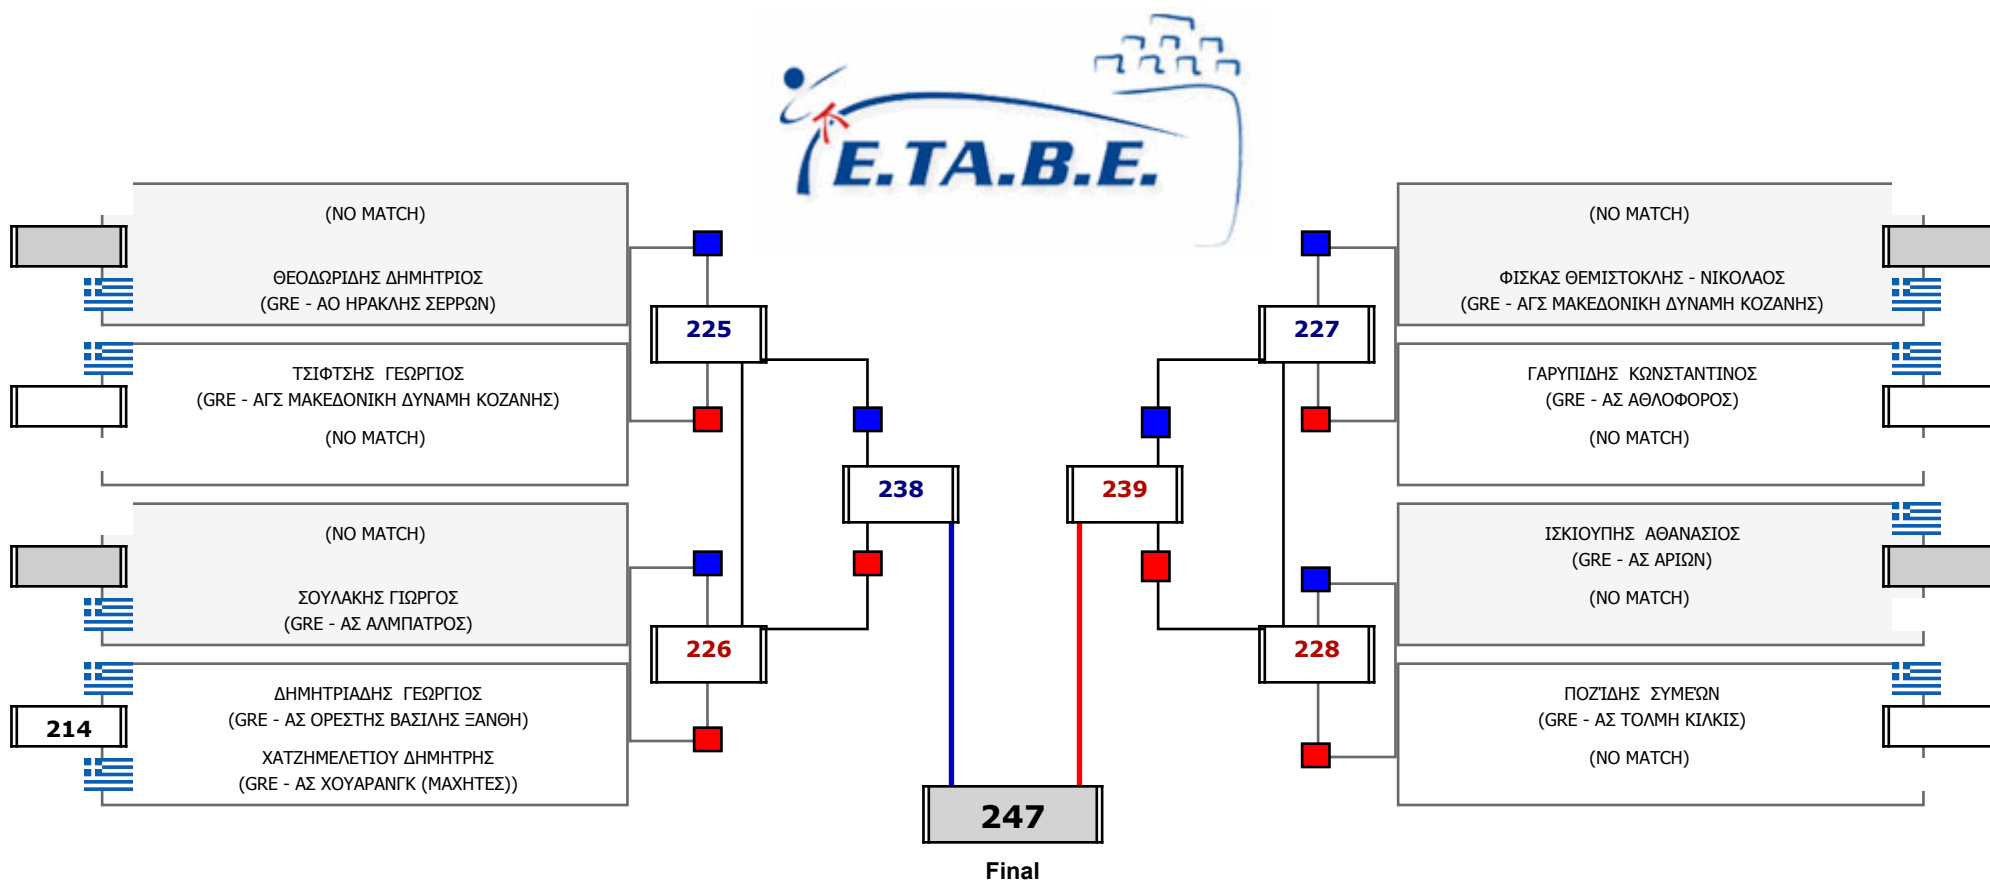 E.TA.B.E.
(NO MATCH)
ΘΕΟΔΩΡΙΔΗΣ ΔΗΜΗΤΡΙΟΣ
(GRE - ΑΟ ΗΡΑΚΛΗΣ ΣΕΡΡΩΝ)
ΤΣΙΦΤΣΗΣ ΓΕΩΡΓΙΟΣ
(GRE - ΑΓΣ ΜΑΚΕΔΟΝΙΚΗ ΔΥΝΑΜΗ ΚΟΖΑΝΗΣ)
(NO MATCH)
225
(NO MATCH)
ΣΟΥΛΑΚΗΣ ΓΙΩΡΓΟΣ
(GRE - ΑΣ ΑΛΜΠΑΤΡΟΣ)
214
ΔΗΜΗΤΡΙΑΔΗΣ ΓΕΩΡΓΙΟΣ
(GRE - ΑΣ ΟΡΕΣΤΗΣ ΒΑΣΙΛΗΣ ΞΑΝΘΗ)
ΧΑΤΖΗΜΕΛΕΤΙΟΥ ΔΗΜΗΤΡΗΣ
(GRE - ΑΣ ΧΟΥΑΡΑΝΓΚ (ΜΑΧΗΤΕΣ))
226
238
(NO MATCH)
ΦΙΣΚΑΣ ΘΕΜΙΣΤΟΚΛΗΣ - ΝΙΚΟΛΑΟΣ
(GRE - ΑΓΣ ΜΑΚΕΔΟΝΙΚΗ ΔΥΝΑΜΗ ΚΟΖΑΝΗΣ)
227
ΓΑΡΥΠΙΔΗΣ ΚΩΝΣΤΑΝΤΙΝΟΣ
(GRE - ΑΣ ΑΘΛΟΦΟΡΟΣ)
(NO MATCH)
239
ΙΣΚΙΟΥΠΗΣ ΑΘΑΝΑΣΙΟΣ
(GRE - ΑΣ ΑΡΙΩΝ)
(NO MATCH)
228
ΠΟΖΊΔΗΣ ΣΥΜΕΏΝ
(GRE - ΑΣ ΤΟΛΜΗ ΚΙΛΚΙΣ)
(NO MATCH)
247
Final